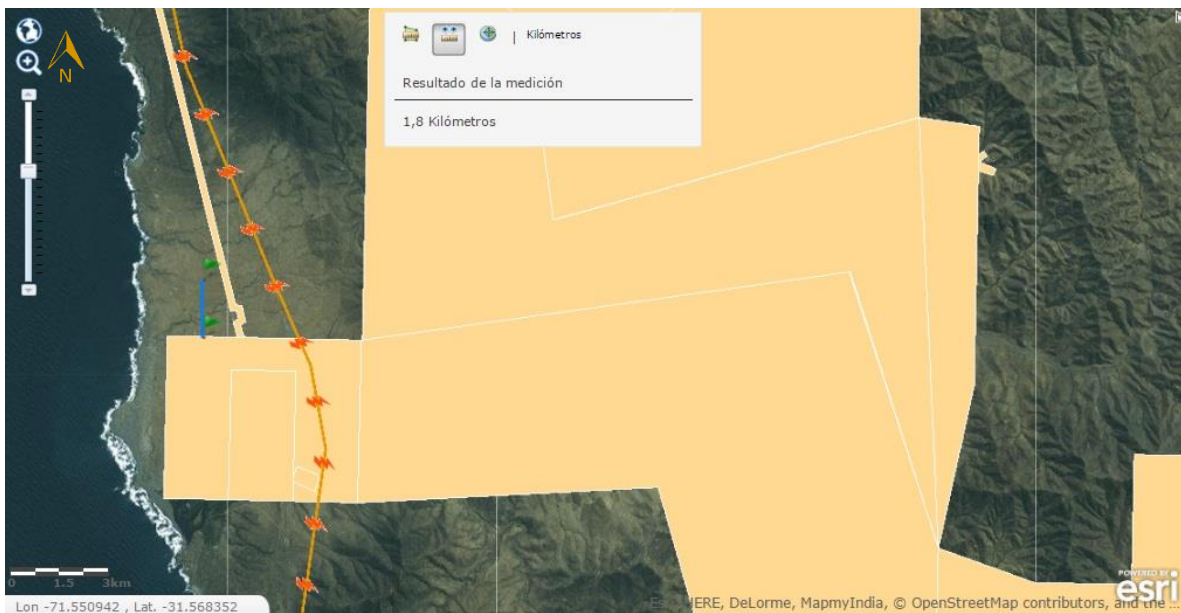 N
| Kilómetros
Resultado de la medición
1,8 Kilómetros
0 1.5 3km
Lon -71.550942 , Lat. -31.568352
HERE, DeLorme, MapmyIndia, © OpenStreetMap contributors, and the ...
POWERED BY
esri